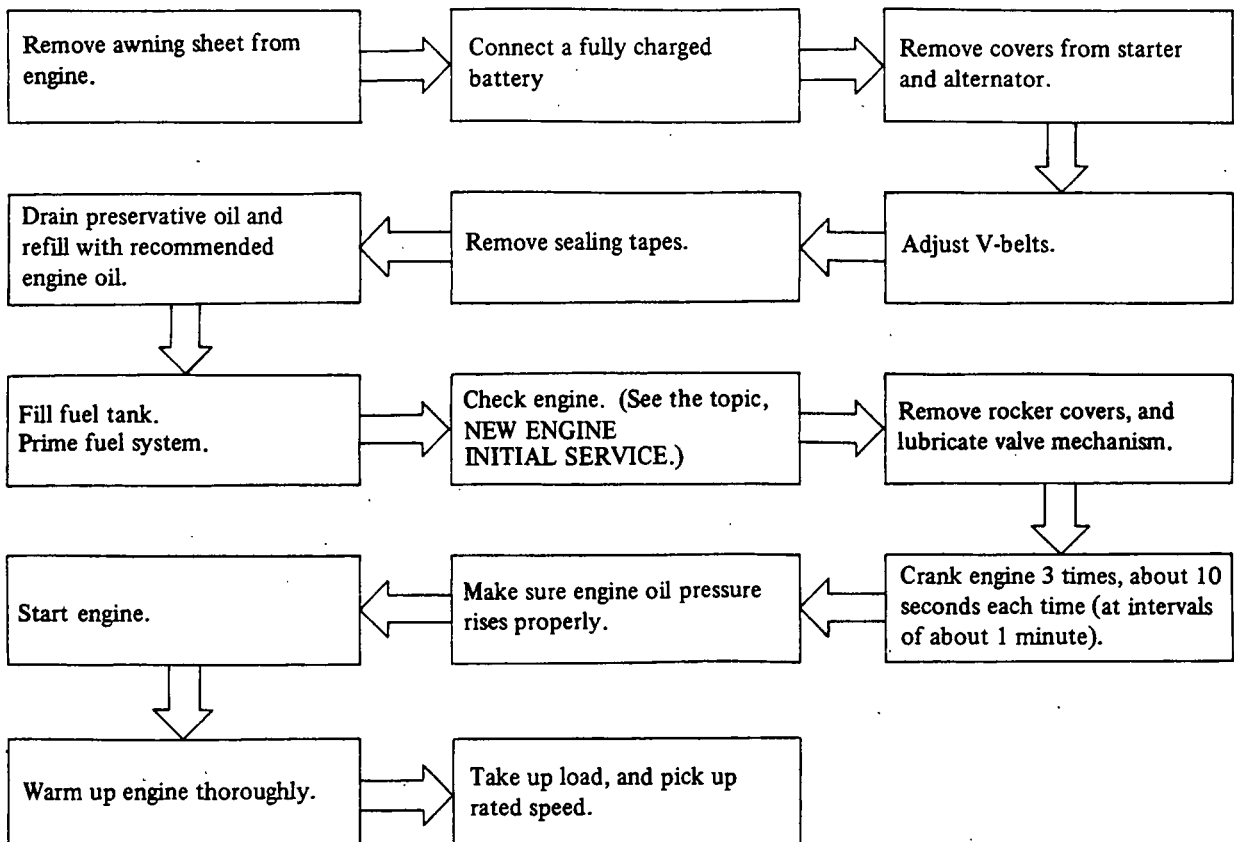 Remove awning sheet from
engine.
Connect a fully charged
battery
Remove covers from starter
and alternator.
Adjust V-belts.
Remove sealing tapes.
Drain preservative oil and
refill with recommended
engine oil.
Fill fuel tank.
Prime fuel system.
Check engine. (See the topic,
NEW ENGINE
INITIAL SERVICE.)
Remove rocker covers, and
lubricate valve mechanism.
Crank engine 3 times, about 10
seconds each time (at intervals
of about 1 minute).
Make sure engine oil pressure
rises properly.
Start engine.
Warm up engine thoroughly.
Take up load, and pick up
rated speed.